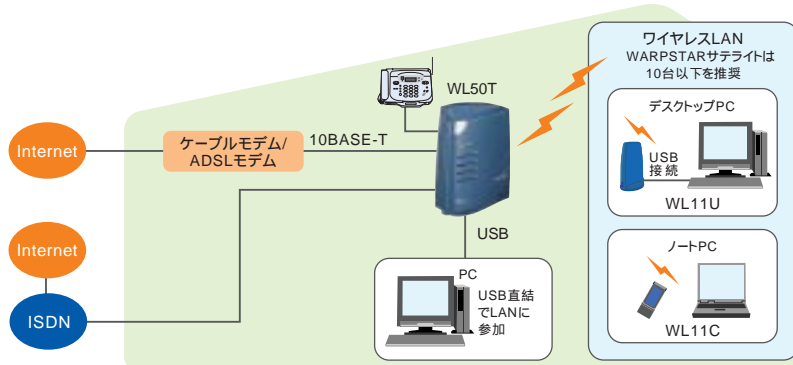 ワイヤレスLAN
WARPSTARサテライトは
10台以下を推奨
WL50T
デスクトップPC
USB
接続
WL11U
Internet
ケーブルモデム/
ADSLモデム
10BASE-T
USB
Internet
ISDN
PC
USB直結
でLANに
参加
ノートPC
WL11C